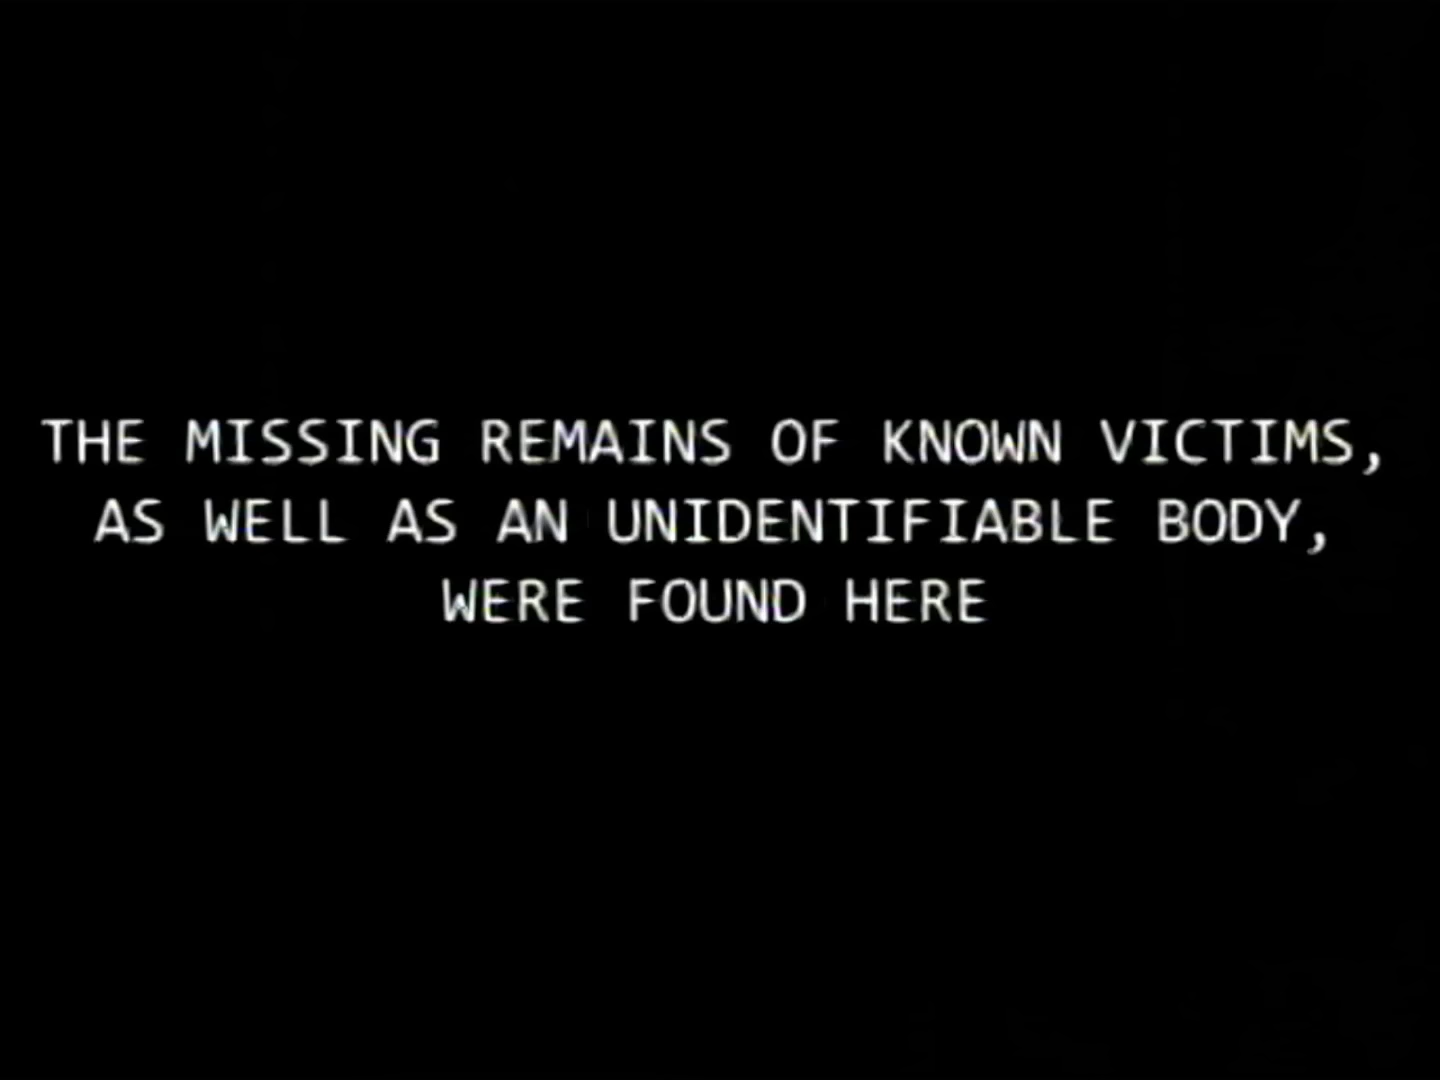 THE MISSING REMAINS OF KNOWN VICTIMS,
AS WELL AS AN UNIDENTIFIABLE BODY,
WERE FOUND HERE